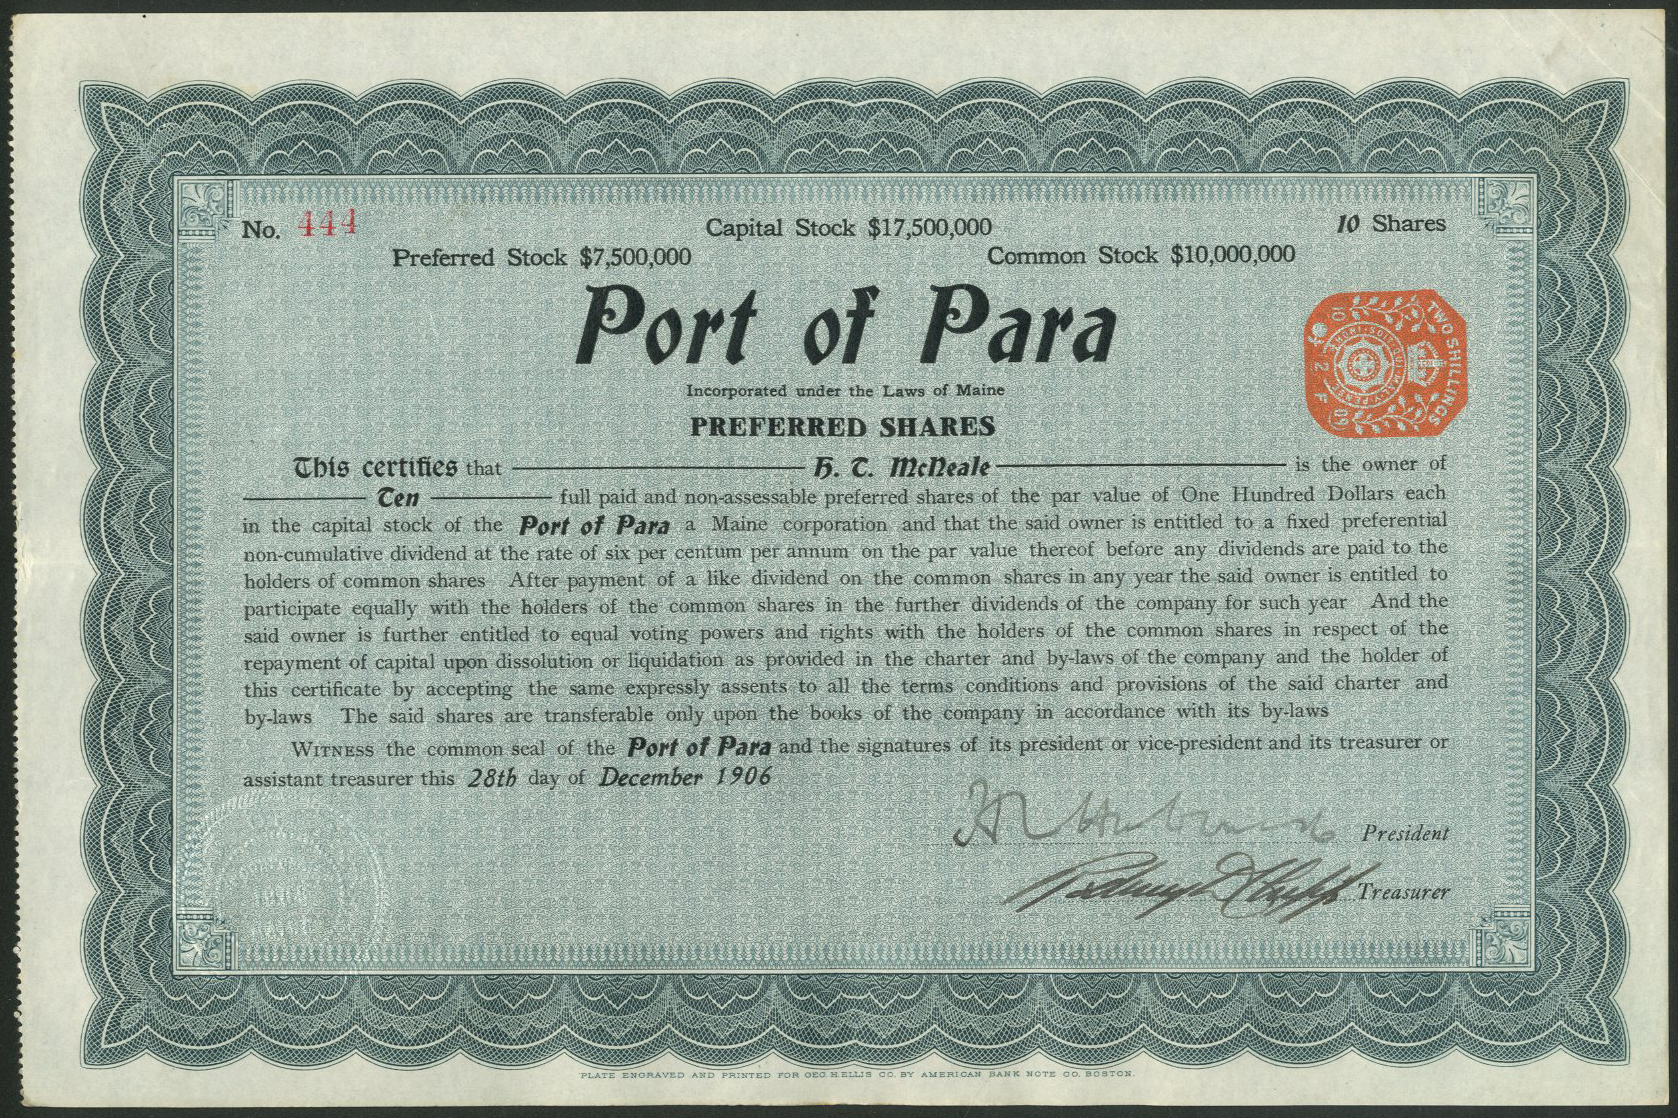 No. 444
Capital Stock $17,500,000
10 Shares
Preferred Stock $7,500,000
Common Stock $10,000,000
Port of Para
TWO SHILLINGS
HONI · SOIT · QUI · MAL · Y · PENSE
2 F 09
Incorporated under the Laws of Maine
PREFERRED SHARES
This certifies that H. T. McNeale is the owner of
Ten full paid and non-assessable preferred shares of the par value of One Hundred Dollars each
in the capital stock of the Port of Para a Maine corporation and that the said owner is entitled to a fixed preferential
non-cumulative dividend at the rate of six per centum per annum on the par value thereof before any dividends are paid to the
holders of common shares After payment of a like dividend on the common shares in any year the said owner is entitled to
participate equally with the holders of the common shares in the further dividends of the company for such year And the
said owner is further entitled to equal voting powers and rights with the holders of the common shares in respect of the
repayment of capital upon dissolution or liquidation as provided in the charter and by-laws of the company and the holder of
this certificate by accepting the same expressly assents to all the terms conditions and provisions of the said charter and
by-laws The said shares are transferable only upon the books of the company in accordance with its by-laws
WITNESS the common seal of the Port of Para and the signatures of its president or vice-president and its treasurer or
assistant treasurer this 28th day of December 1906
President
Treasurer
PLATE ENGRAVED AND PRINTED FOR GEO. H. ELLIS CO. BY AMERICAN BANK NOTE CO. BOSTON.